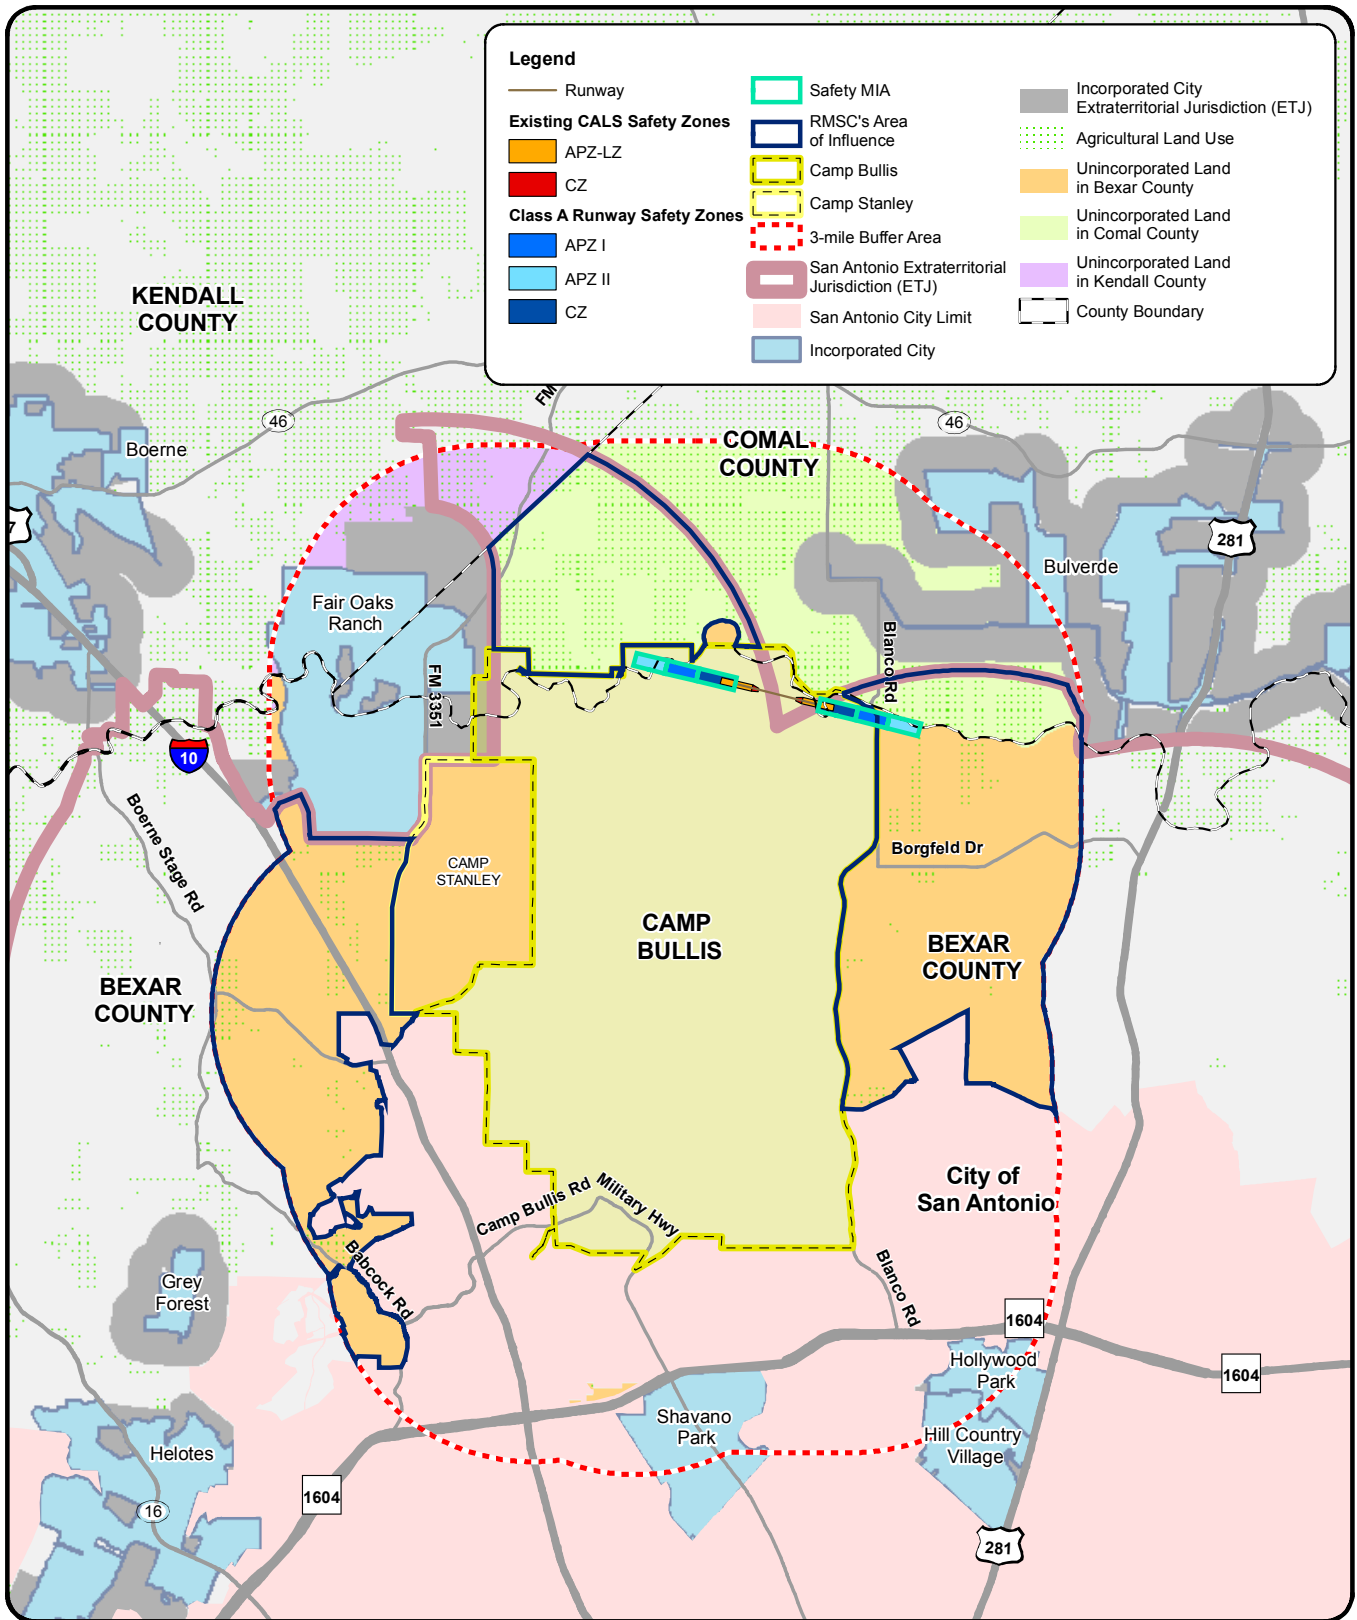 Legend
Runway
Existing CALS Safety Zones
APZ-LZ
CZ
Class A Runway Safety Zones
APZ I
APZ II
CZ
Safety MIA
RMSC's Area
of Influence
Camp Bullis
Camp Stanley
3-mile Buffer Area
San Antonio Extraterritorial
Jurisdiction (ETJ)
San Antonio City Limit
Incorporated City
Incorporated City
Extraterritorial Jurisdiction (ETJ)
Agricultural Land Use
Unincorporated Land
in Bexar County
Unincorporated Land
in Comal County
Unincorporated Land
in Kendall County
County Boundary
KENDALL
COUNTY
FM
46
46
COMAL
COUNTY
Boerne
7
281
Bulverde
Fair Oaks
Ranch
Blanco Rd
FM 3351
10
Boerne Stage Rd
Borgfeld Dr
CAMP
STANLEY
CAMP
BULLIS
BEXAR
COUNTY
BEXAR
COUNTY
City of
San Antonio
Camp Bullis Rd
Military Hwy
Babcock Rd
Blanco Rd
Grey
Forest
1604
Hollywood
Park
1604
Shavano
Park
Hill Country
Village
Helotes
1604
16
281